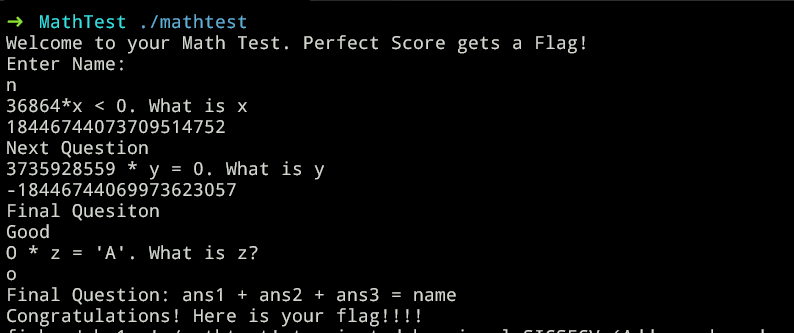 ➜ MathTest ./mathtest
Welcome to your Math Test. Perfect Score gets a Flag!
Enter Name:
n
36864*x < 0. What is x
18446744073709514752
Next Question
3735928559 * y = 0. What is y
-18446744069973623057
Final Quesiton
Good
0 * z = 'A'. What is z?
o
Final Question: ans1 + ans2 + ans3 = name
Congratulations! Here is your flag!!!!